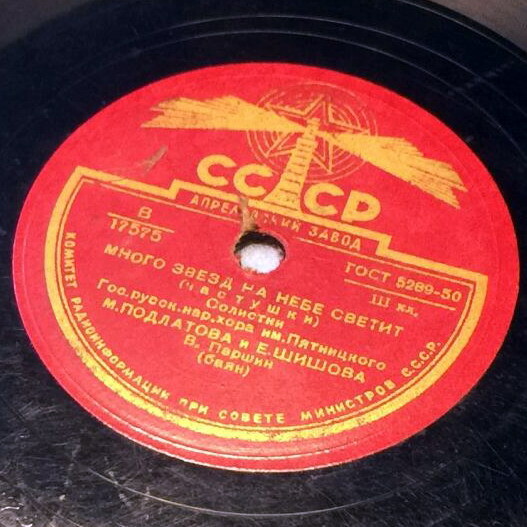 СССР
АПРЕЛЕВСКИЙ ЗАВОД
В
17575
ГОСТ 5289-50
III кл.
МНОГО ЗВЕЗД НА НЕБЕ СВЕТИТ
(частушки)
Солистки
Гос.русск.нар.хора им.Пятницкого
М.ПОДЛАТОВА и Е.ШИШОВА
В. Паршин
(баян)
КОМИТЕТ РАДИОИНФОРМАЦИИ ПРИ СОВЕТЕ МИНИСТРОВ С.С.С.Р.